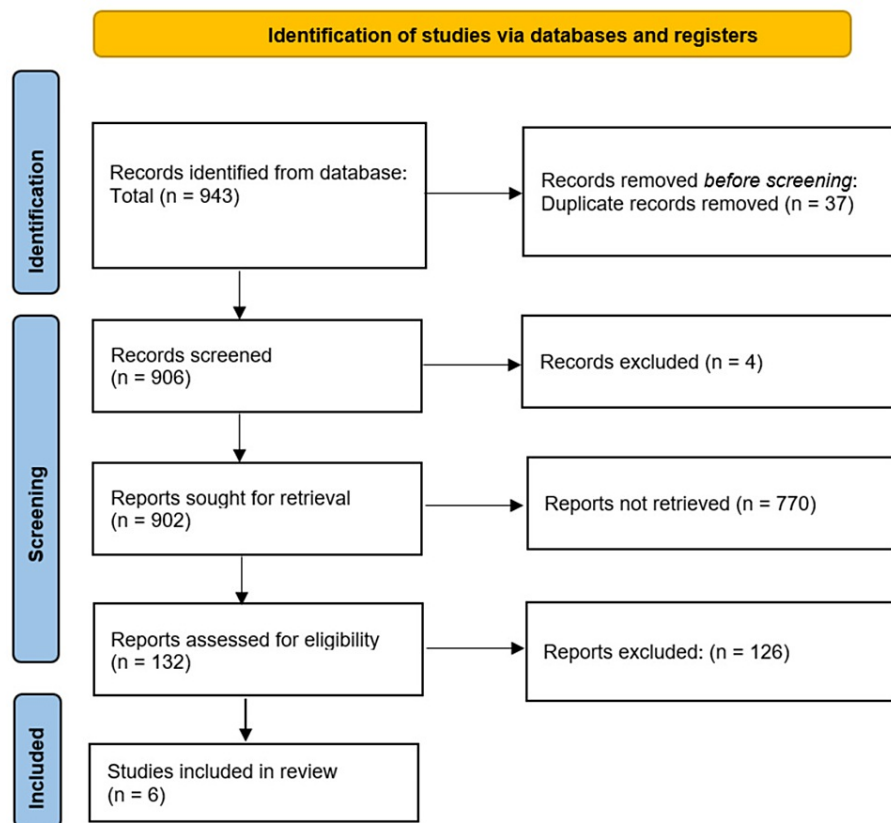 Identification of studies via databases and registers
Identification
Records identified from database:
Total (n = 943)
Records removed before screening:
Duplicate records removed (n = 37)
Screening
Records screened
(n = 906)
Records excluded (n = 4)
Reports sought for retrieval
(n = 902)
Reports not retrieved (n = 770)
Reports assessed for eligibility
(n = 132)
Reports excluded: (n = 126)
Included
Studies included in review
(n = 6)